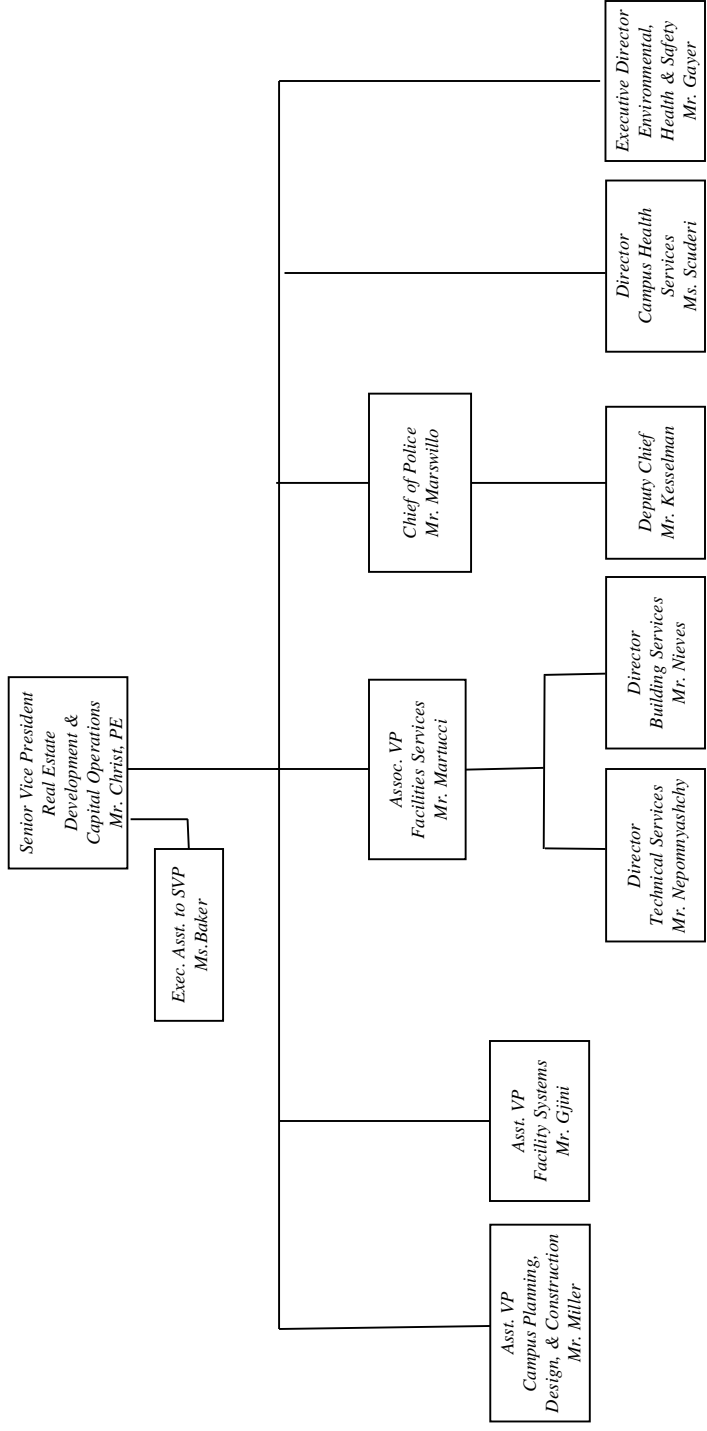 Senior Vice President
Real Estate
Development &
Capital Operations
Mr. Christ, PE
Exec. Asst. to SVP
Ms.Baker
Asst. VP
Campus Planning,
Design, & Construction
Mr. Miller
Asst. VP
Facility Systems
Mr. Gjini
Assoc. VP
Facilities Services
Mr. Martucci
Director
Technical Services
Mr. Nepomnyashchy
Director
Building Services
Mr. Nieves
Chief of Police
Mr. Marswillo
Deputy Chief
Mr. Kesselman
Director
Campus Health
Services
Ms. Scuderi
Executive Director
Environmental,
Health & Safety
Mr. Gayer